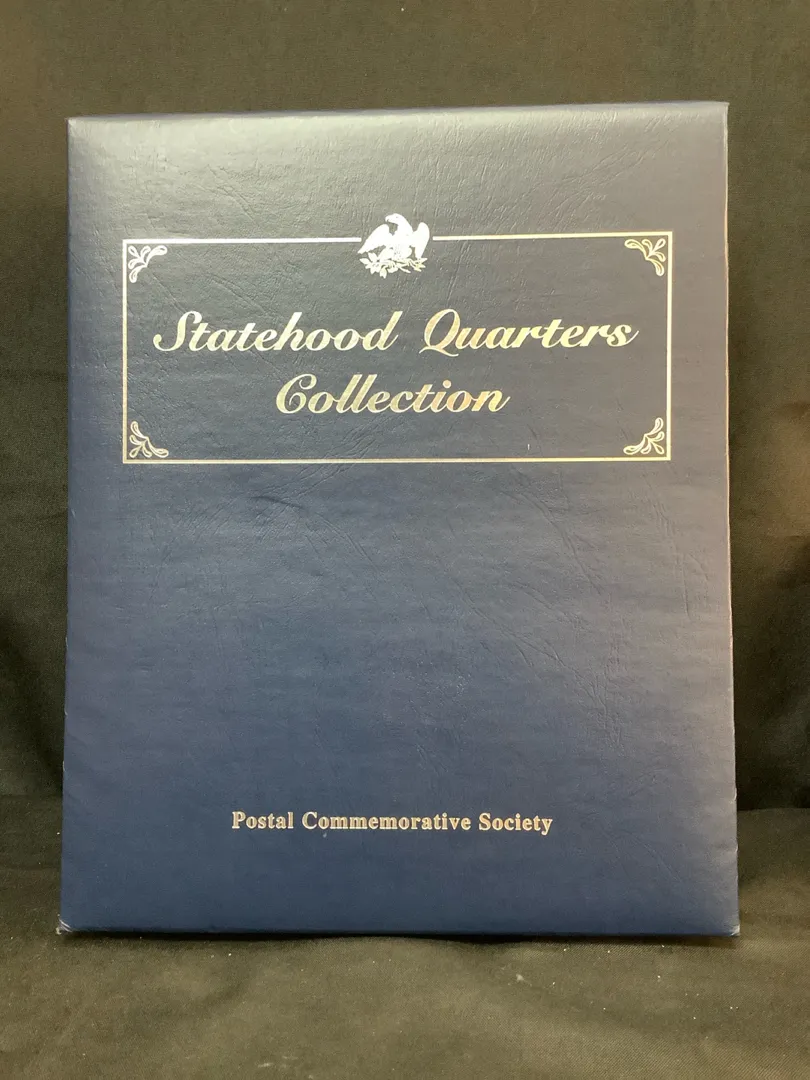 Statehood Quarters
Collection
Postal Commemorative Society